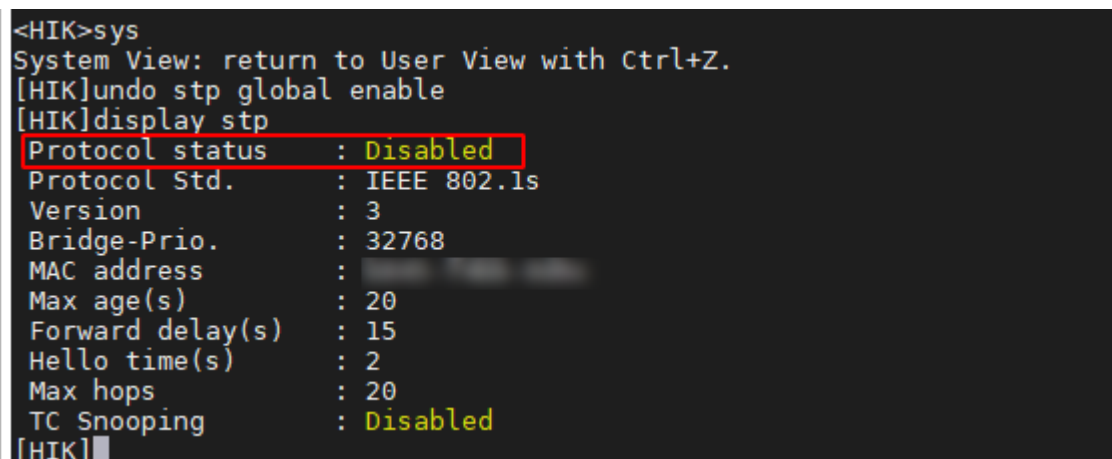 <HIK>sys
System View: return to User View with Ctrl+Z.
[HIK]undo stp global enable
[HIK]display stp
Protocol status : Disabled
Protocol Std. : IEEE 802.1s
Version : 3
Bridge-Prio. : 32768
MAC address :
Max age(s) : 20
Forward delay(s) : 15
Hello time(s) : 2
Max hops : 20
TC Snooping : Disabled
[HIK]